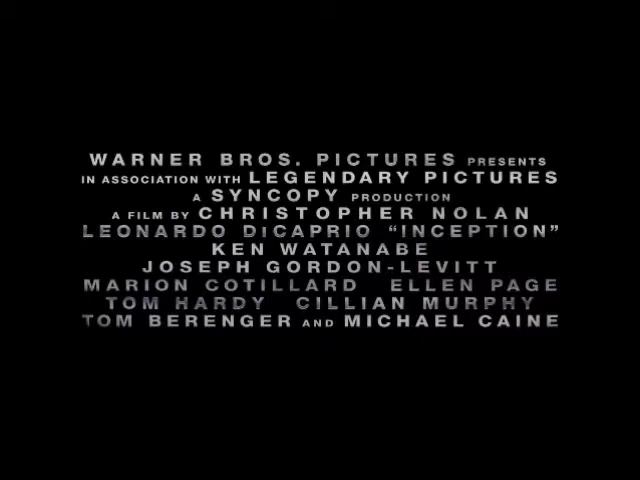 WARNER BROS. PICTURES PRESENTS
IN ASSOCIATION WITH LEGENDARY PICTURES
A SYNCOPY PRODUCTION
A FILM BY CHRISTOPHER NOLAN
LEONARDO DiCAPRIO “INCEPTION”
KEN WATANABE
JOSEPH GORDON-LEVITT
MARION COTILLARD ELLEN PAGE
TOM HARDY CILLIAN MURPHY
TOM BERENGER AND MICHAEL CAINE